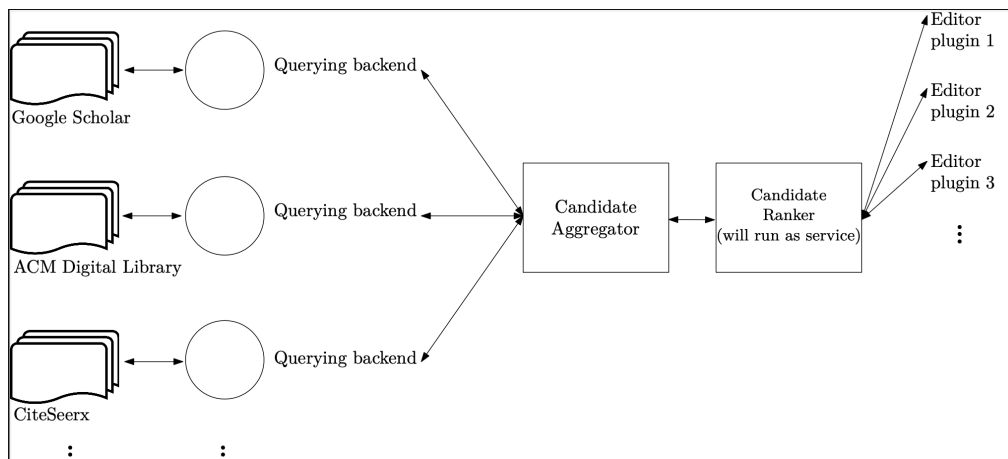 Google Scholar
Querying backend
ACM Digital Library
Querying backend
CiteSeerx
Querying backend
Candidate
Aggregator
Candidate
Ranker
(will run as service)
Editor
plugin 1
Editor
plugin 2
Editor
plugin 3